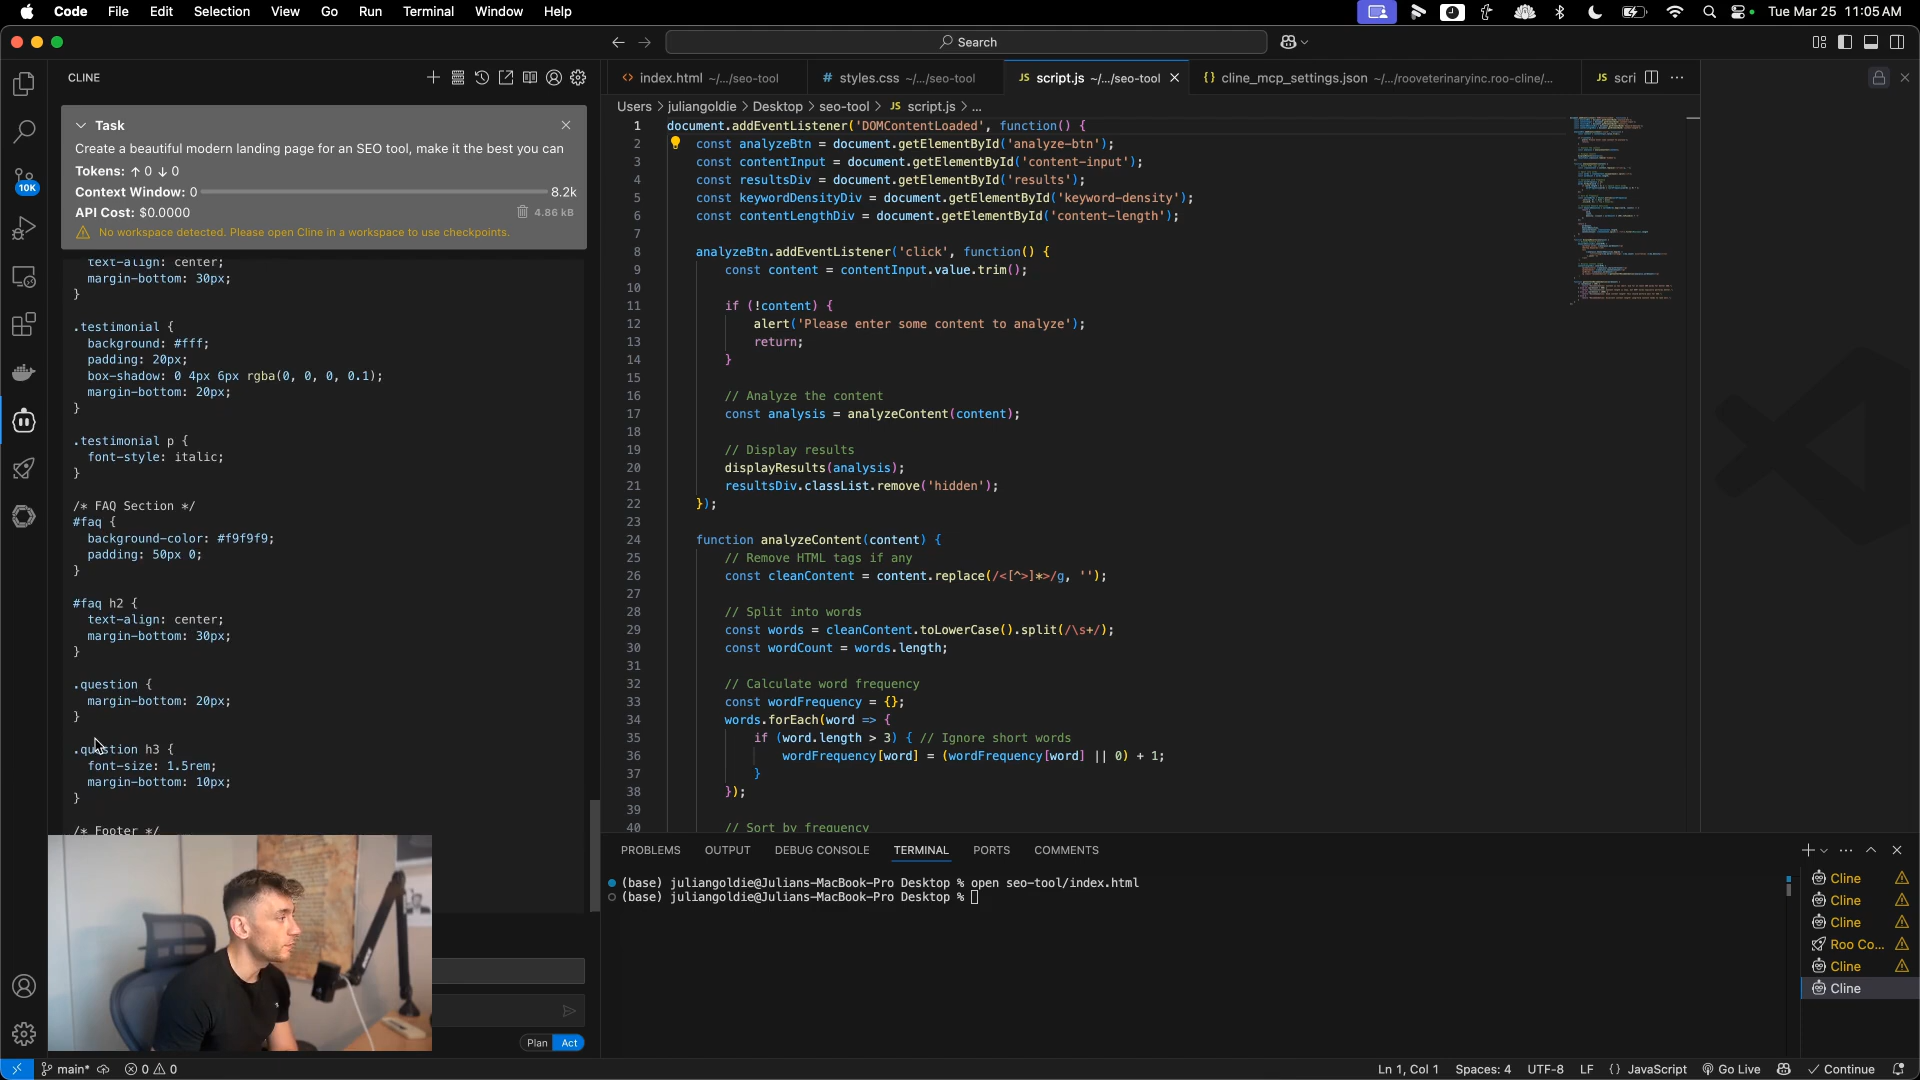 Code File Edit Selection View Go Run Terminal Window Help
Tue Mar 25 11:05 AM
Search
CLINE
Task
Create a beautiful modern landing page for an SEO tool, make it the best you can
Tokens: ↑ 0 ↓ 0
Context Window: 0 8.2k
API Cost: $0.0000 4.86 kB
No workspace detected. Please open Cline in a workspace to use checkpoints.
10K
text-align: center;
margin-bottom: 30px;
}
.testimonial {
background: #fff;
padding: 20px;
box-shadow: 0 4px 6px rgba(0, 0, 0, 0.1);
margin-bottom: 20px;
}
.testimonial p {
font-style: italic;
}
/* FAQ Section */
#faq {
background-color: #f9f9f9;
padding: 50px 0;
}
#faq h2 {
text-align: center;
margin-bottom: 30px;
}
.question {
margin-bottom: 20px;
}
.question h3 {
font-size: 1.5rem;
margin-bottom: 10px;
}
/* Footer */
Plan Act
index.html ~/.../seo-tool
# styles.css ~/.../seo-tool
JS script.js ~/.../seo-tool
{} cline_mcp_settings.json ~/.../rooveterinaryinc.roo-cline/...
JS scri
Users > juliangoldie > Desktop > seo-tool > JS script.js > ...
1 document.addEventListener('DOMContentLoaded', function() {
2 const analyzeBtn = document.getElementById('analyze-btn');
3 const contentInput = document.getElementById('content-input');
4 const resultsDiv = document.getElementById('results');
5 const keywordDensityDiv = document.getElementById('keyword-density');
6 const contentLengthDiv = document.getElementById('content-length');
7
8 analyzeBtn.addEventListener('click', function() {
9 const content = contentInput.value.trim();
10
11 if (!content) {
12 alert('Please enter some content to analyze');
13 return;
14 }
15
16 // Analyze the content
17 const analysis = analyzeContent(content);
18
19 // Display results
20 displayResults(analysis);
21 resultsDiv.classList.remove('hidden');
22 });
23
24 function analyzeContent(content) {
25 // Remove HTML tags if any
26 const cleanContent = content.replace(/<[^>]*>/g, '');
27
28 // Split into words
29 const words = cleanContent.toLowerCase().split(/\s+/);
30 const wordCount = words.length;
31
32 // Calculate word frequency
33 const wordFrequency = {};
34 words.forEach(word => {
35 if (word.length > 3) { // Ignore short words
36 wordFrequency[word] = (wordFrequency[word] || 0) + 1;
37 }
38 });
39
40 // Sort by frequency
PROBLEMS OUTPUT DEBUG CONSOLE TERMINAL PORTS COMMENTS
(base) juliangoldie@Julians-MacBook-Pro Desktop % open seo-tool/index.html
(base) juliangoldie@Julians-MacBook-Pro Desktop %
Cline
Cline
Cline
Roo Co...
Cline
Cline
main* 0 0
Ln 1, Col 1 Spaces: 4 UTF-8 LF {} JavaScript Go Live Continue